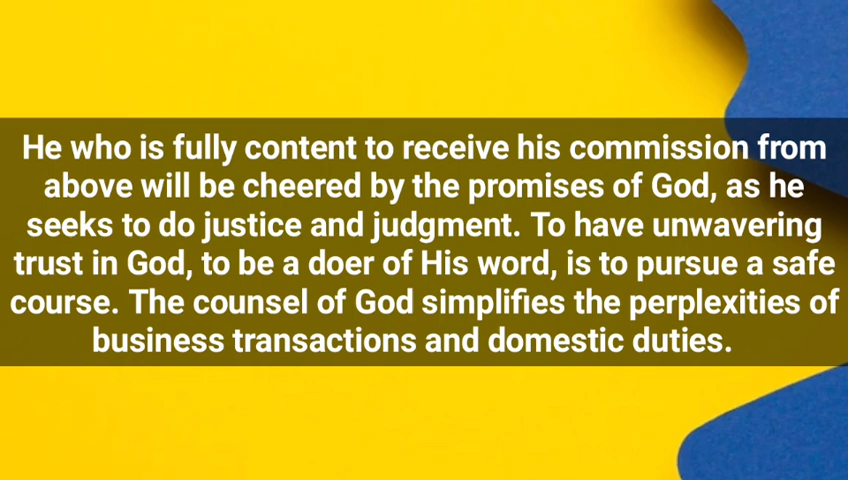 He who is fully content to receive his commission from
above will be cheered by the promises of God, as he
seeks to do justice and judgment. To have unwavering
trust in God, to be a doer of His word, is to pursue a safe
course. The counsel of God simplifies the perplexities of
business transactions and domestic duties.